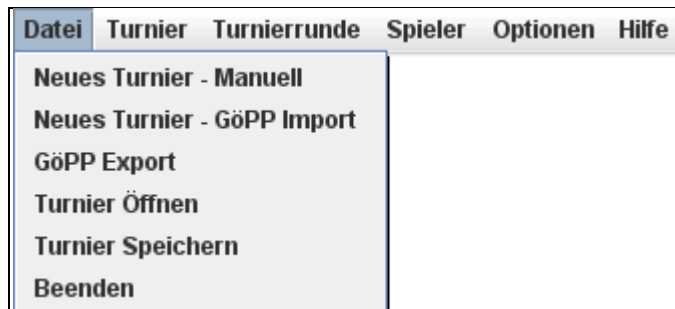 Datei Turnier Turnierrunde Spieler Optionen Hilfe
Neues Turnier - Manuell
Neues Turnier - GöPP Import
GöPP Export
Turnier Öffnen
Turnier Speichern
Beenden